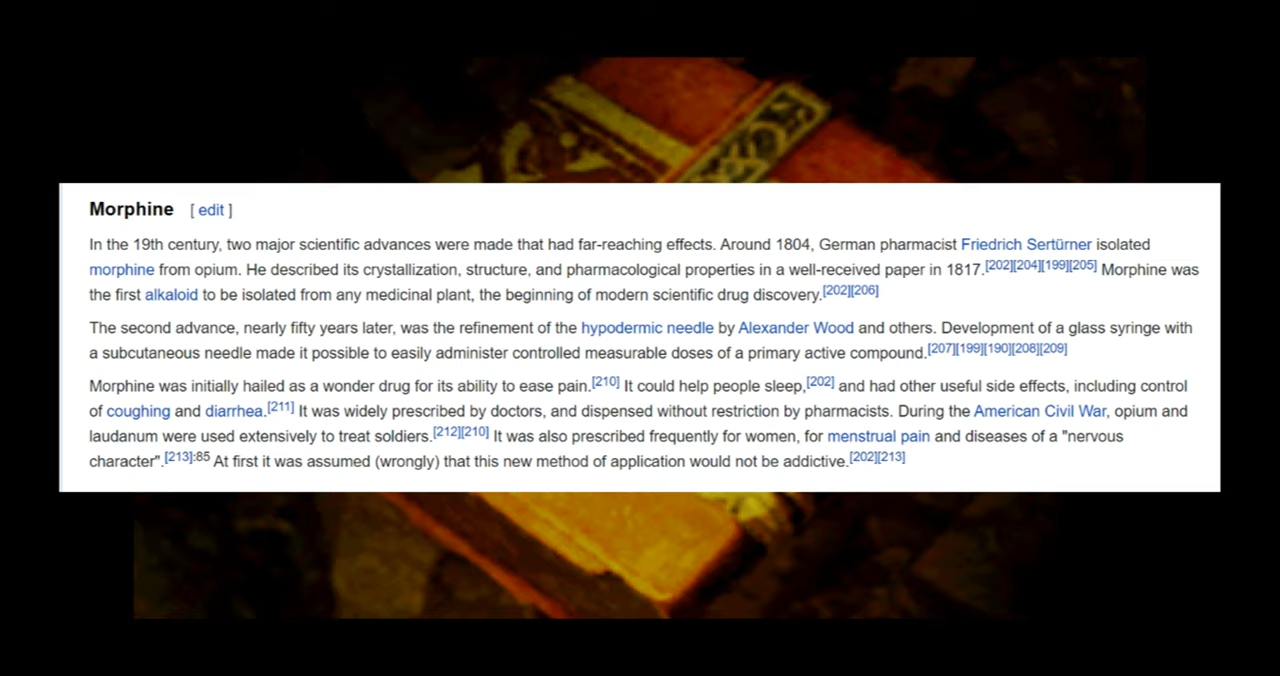 Morphine [ edit ]
In the 19th century, two major scientific advances were made that had far-reaching effects. Around 1804, German pharmacist Friedrich Sertürner isolated
morphine from opium. He described its crystallization, structure, and pharmacological properties in a well-received paper in 1817.[202][204][199][205] Morphine was
the first alkaloid to be isolated from any medicinal plant, the beginning of modern scientific drug discovery.[202][206]
The second advance, nearly fifty years later, was the refinement of the hypodermic needle by Alexander Wood and others. Development of a glass syringe with
a subcutaneous needle made it possible to easily administer controlled measurable doses of a primary active compound.[207][199][190][208][209]
Morphine was initially hailed as a wonder drug for its ability to ease pain.[210] It could help people sleep,[202] and had other useful side effects, including control
of coughing and diarrhea.[211] It was widely prescribed by doctors, and dispensed without restriction by pharmacists. During the American Civil War, opium and
laudanum were used extensively to treat soldiers.[212][210] It was also prescribed frequently for women, for menstrual pain and diseases of a "nervous
character".[213]:85 At first it was assumed (wrongly) that this new method of application would not be addictive.[202][213]